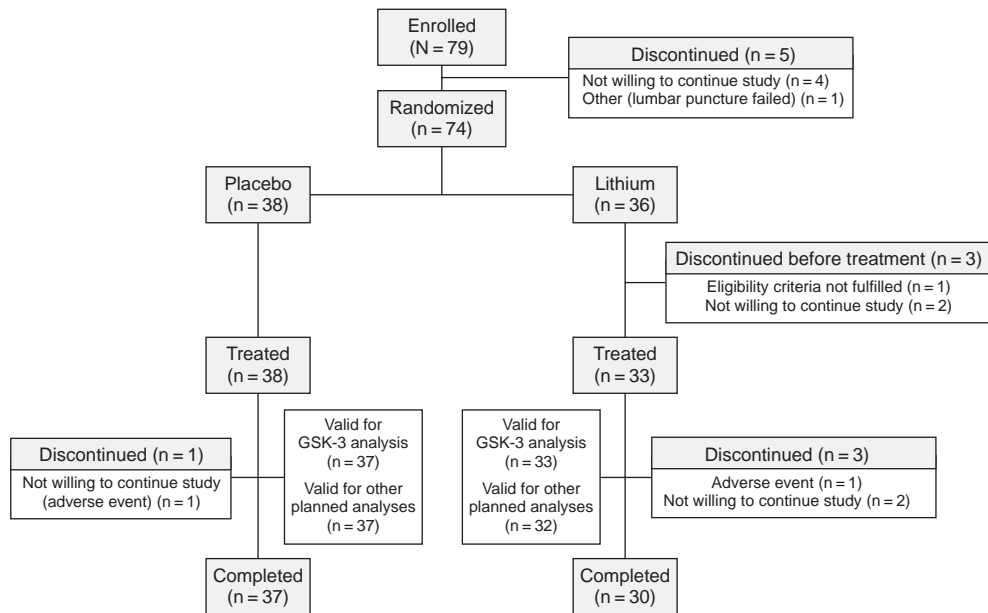 Enrolled
(N = 79)
Discontinued (n = 5)
Not willing to continue study (n = 4)
Other (lumbar puncture failed) (n = 1)
Randomized
(n = 74)
Placebo
(n = 38)
Lithium
(n = 36)
Discontinued before treatment (n = 3)
Eligibility criteria not fulfilled (n = 1)
Not willing to continue study (n = 2)
Treated
(n = 38)
Treated
(n = 33)
Discontinued (n = 1)
Not willing to continue study
(adverse event) (n = 1)
Valid for
GSK-3 analysis
(n = 37)
Valid for other
planned analyses
(n = 37)
Valid for
GSK-3 analysis
(n = 33)
Valid for other
planned analyses
(n = 32)
Discontinued (n = 3)
Adverse event (n = 1)
Not willing to continue study (n = 2)
Completed
(n = 37)
Completed
(n = 30)